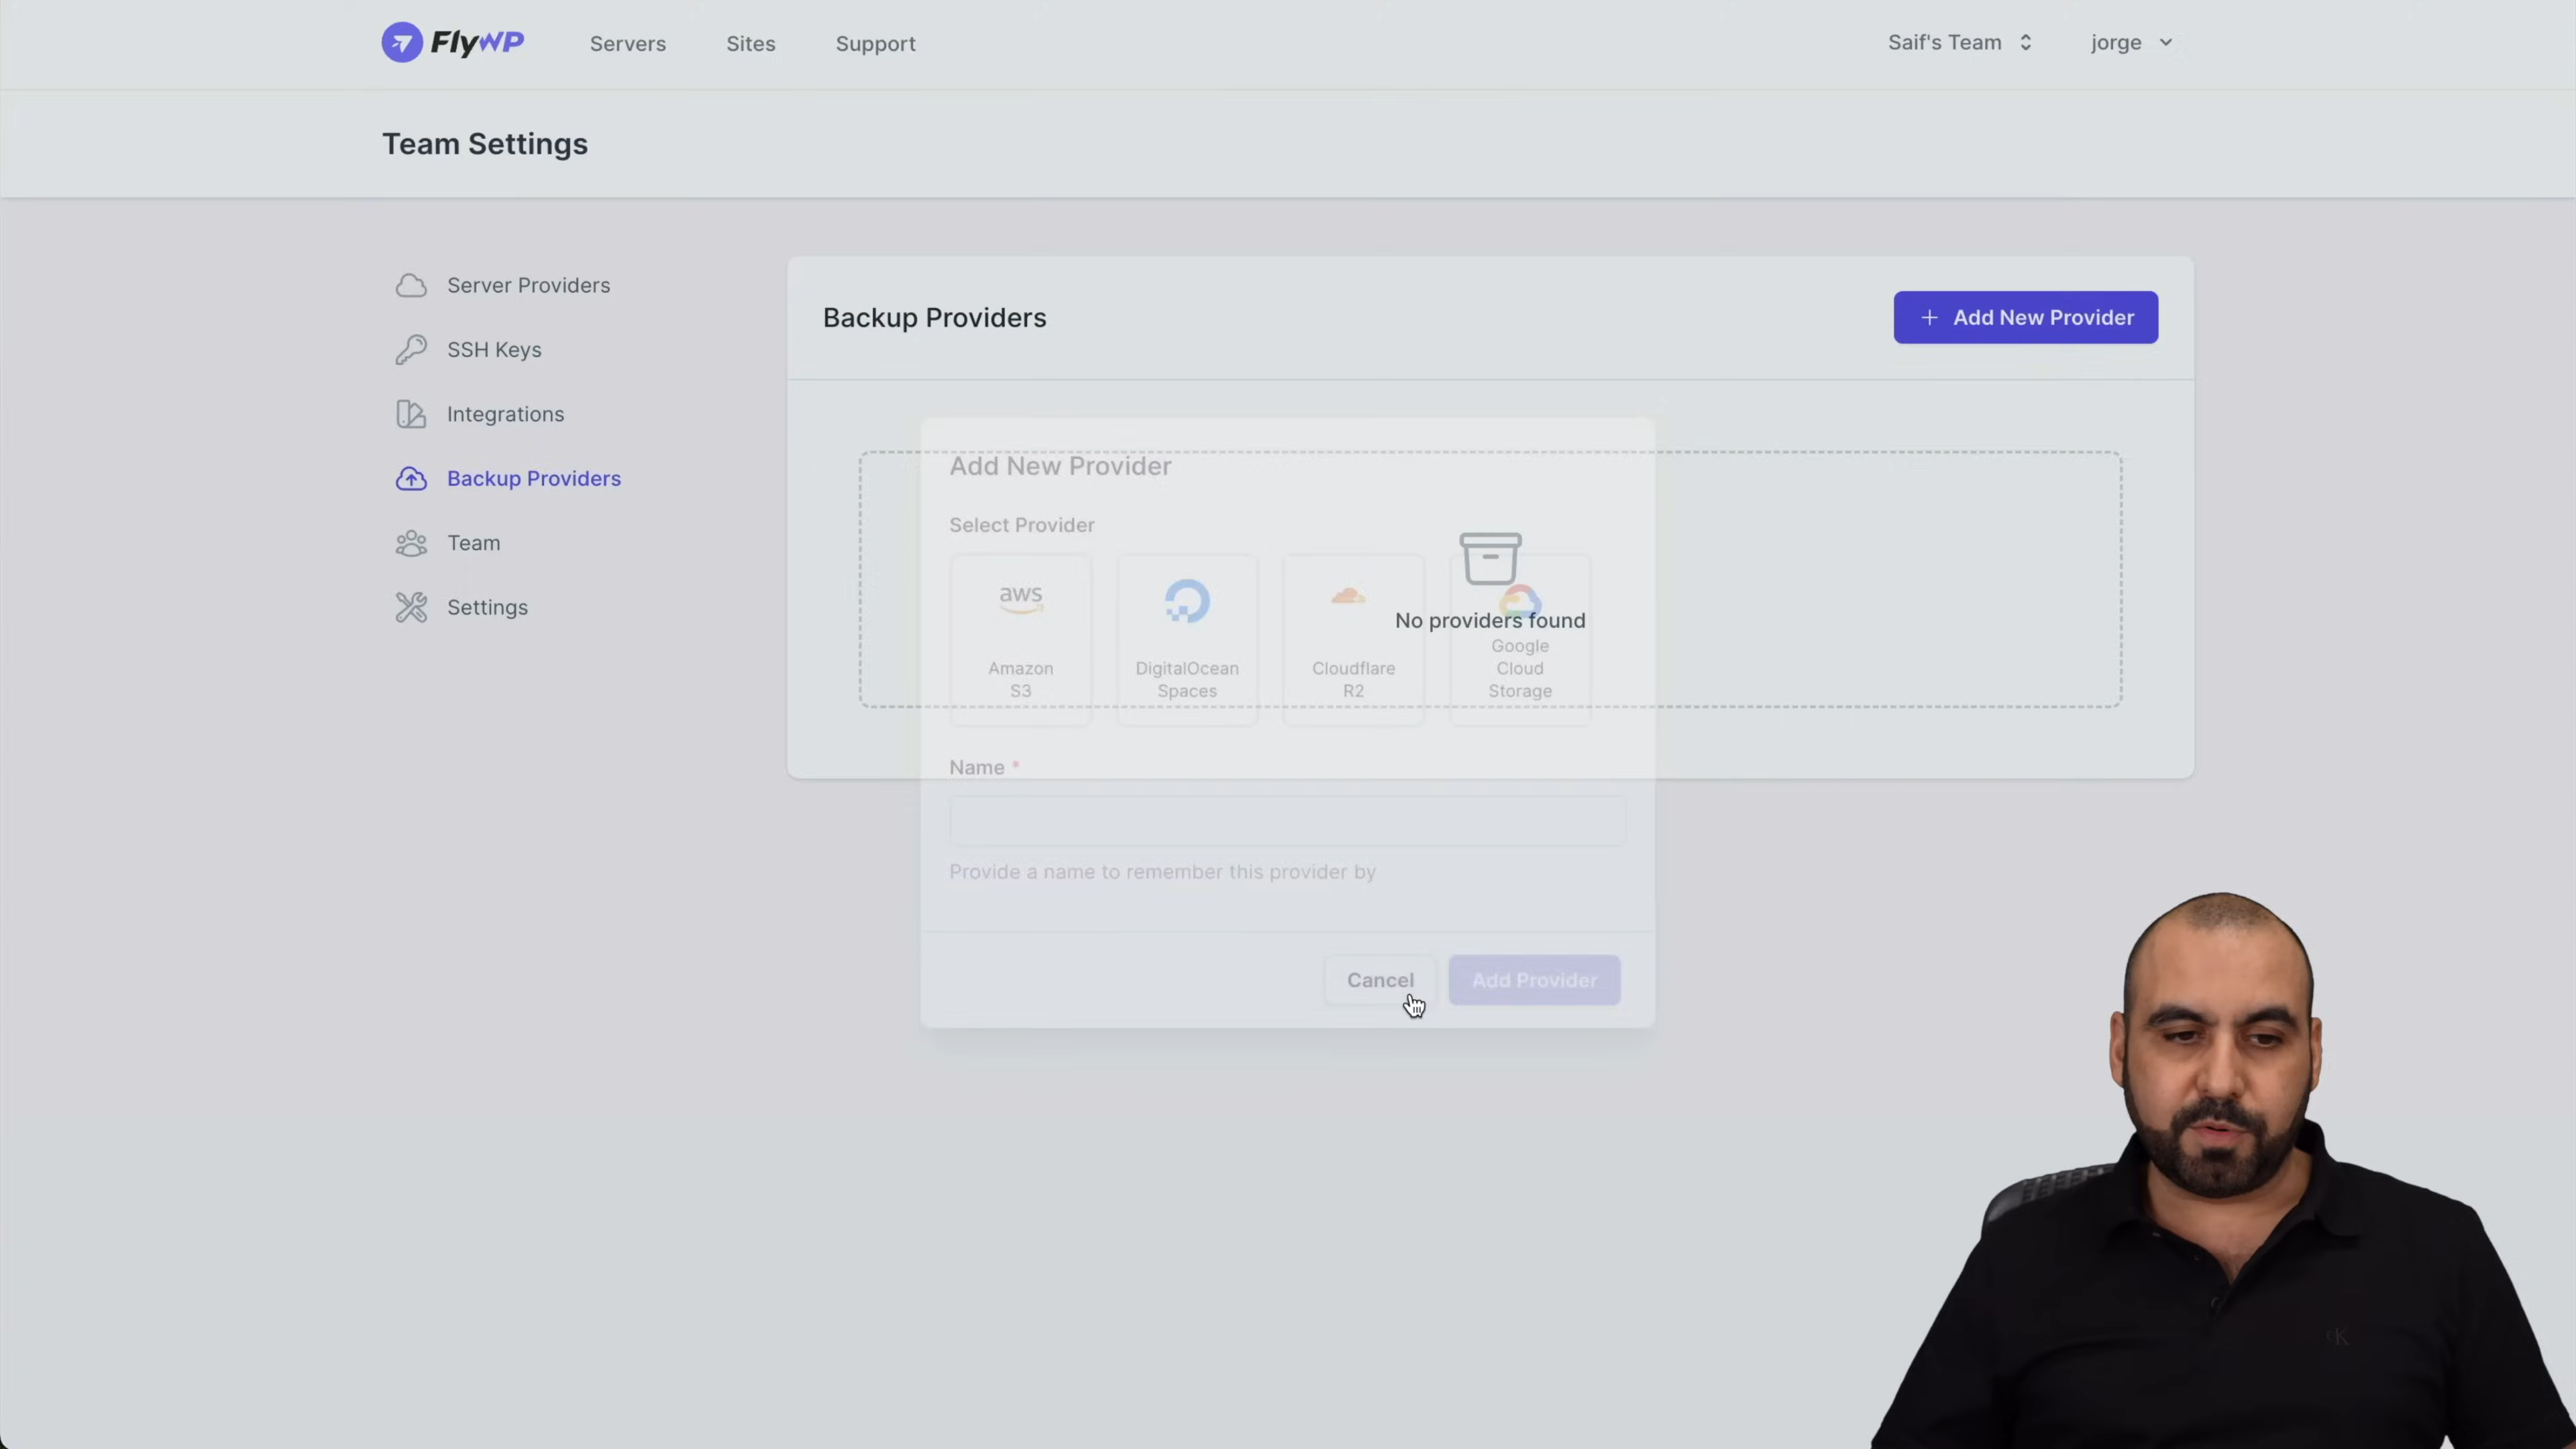 FlyWP
Servers
Sites
Support
Saif's Team
jorge
Team Settings
Server Providers
SSH Keys
Integrations
Backup Providers
Team
Settings
Backup Providers
+ Add New Provider
Add New Provider
Select Provider
No providers found
aws
Amazon
S3
DigitalOcean
Spaces
Cloudflare
R2
Google
Cloud
Storage
Name *
Provide a name to remember this provider by
Cancel
Add Provider
cK